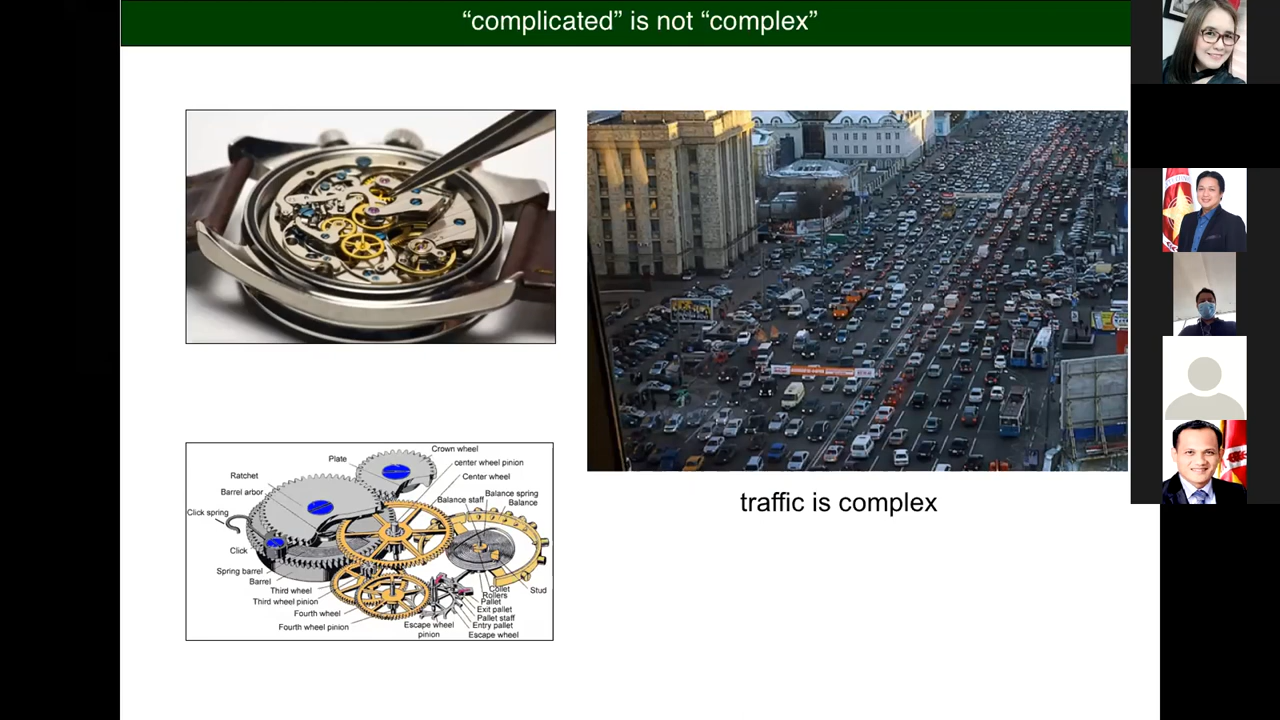 “complicated” is not “complex”
traffic is complex
Crown wheel
Plate
center wheel pinion
Ratchet
Center wheel
Barrel arbor
Balance spring
Balance staff
Balance
Click spring
Click
Spring barrel
Barrel
Third wheel
Collet
Stud
Rollers
Third wheel pinion
Pallet
Exit pallet
Fourth wheel
Pallet staff
Fourth wheel pinion
Escape wheel
pinion
Entry pallet
Escape wheel